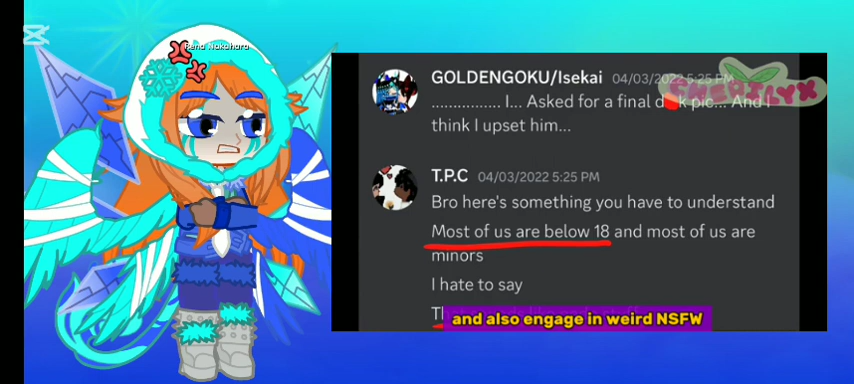 Rena Nakahara
GOLDENGOKU/Isekai 04/03/2022 5:25 PM
................ I... Asked for a final d k pic... And I
think I upset him...
T.P.C 04/03/2022 5:25 PM
Bro here's something you have to understand
Most of us are below 18 and most of us are
minors
I hate to say
and also engage in weird NSFW